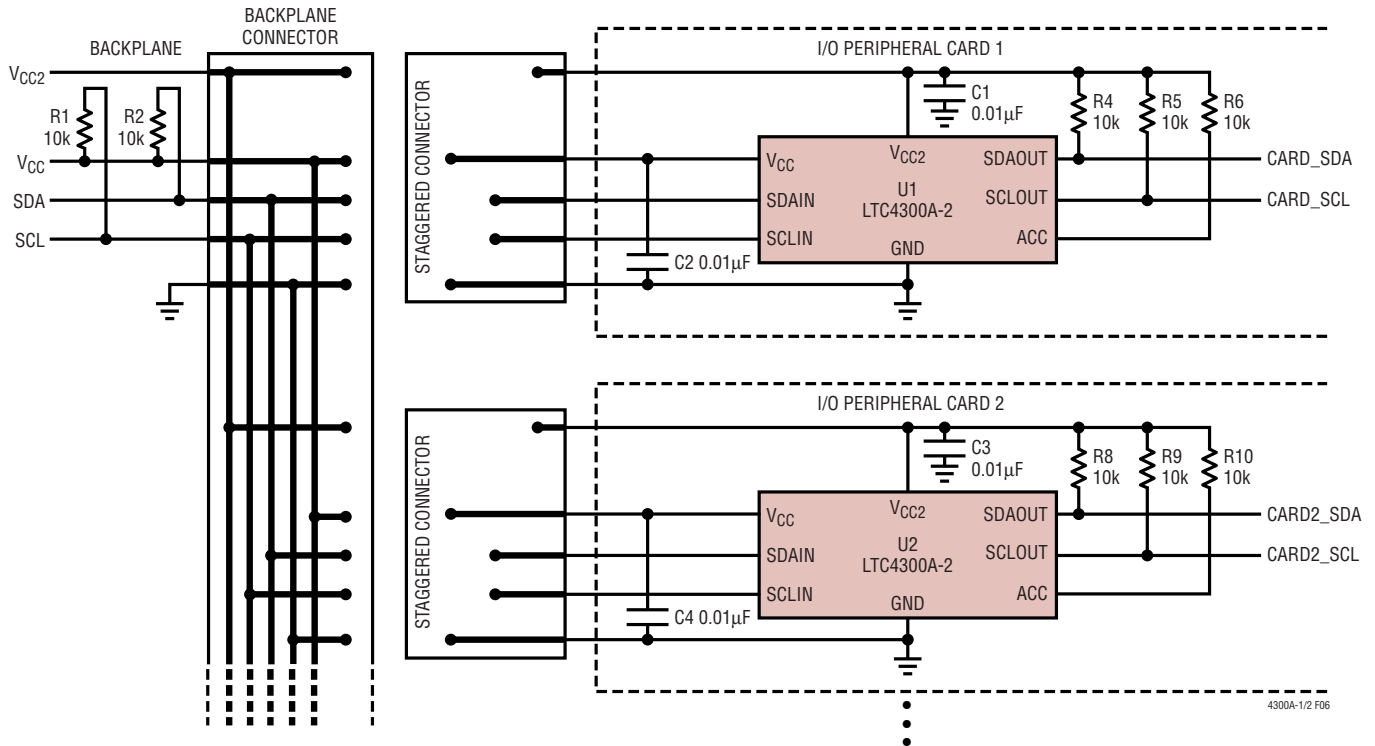 BACKPLANE
CONNECTOR
BACKPLANE
VCC2
R1
10k
R2
10k
VCC
SDA
SCL
STAGGERED CONNECTOR
I/O PERIPHERAL CARD 1
C1
0.01µF
R4
10k
R5
10k
R6
10k
VCC
VCC2
SDAOUT
CARD_SDA
SDAIN
U1
LTC4300A-2
SCLOUT
CARD_SCL
SCLIN
GND
ACC
C2 0.01µF
STAGGERED CONNECTOR
I/O PERIPHERAL CARD 2
C3
0.01µF
R8
10k
R9
10k
R10
10k
VCC
VCC2
SDAOUT
CARD2_SDA
SDAIN
U2
LTC4300A-2
SCLOUT
CARD2_SCL
SCLIN
GND
ACC
C4 0.01µF
4300A-1/2 F06